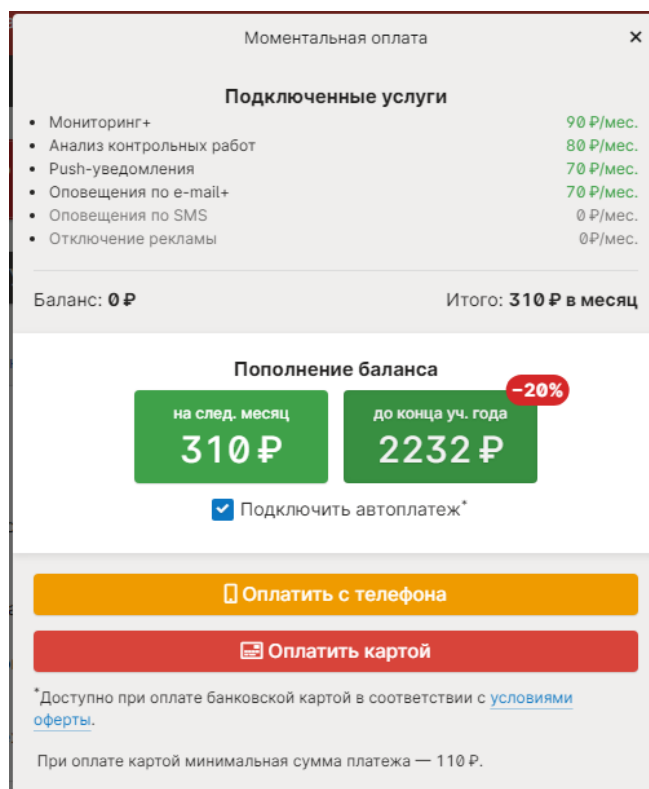 Моментальная оплата ×
Подключенные услуги
• Мониторинг+ 90 ₽/мес.
• Анализ контрольных работ 80 ₽/мес.
• Push-уведомления 70 ₽/мес.
• Оповещения по e-mail+ 70 ₽/мес.
• Оповещения по SMS 0 ₽/мес.
• Отключение рекламы 0₽/мес.
Баланс: 0 ₽ Итого: 310 ₽ в месяц
Пополнение баланса
−20%
на след. месяц
310 ₽
до конца уч. года
2232 ₽
Подключить автоплатеж*
Оплатить с телефона
Оплатить картой
*Доступно при оплате банковской картой в соответствии с условиями
оферты.
При оплате картой минимальная сумма платежа — 110 ₽.